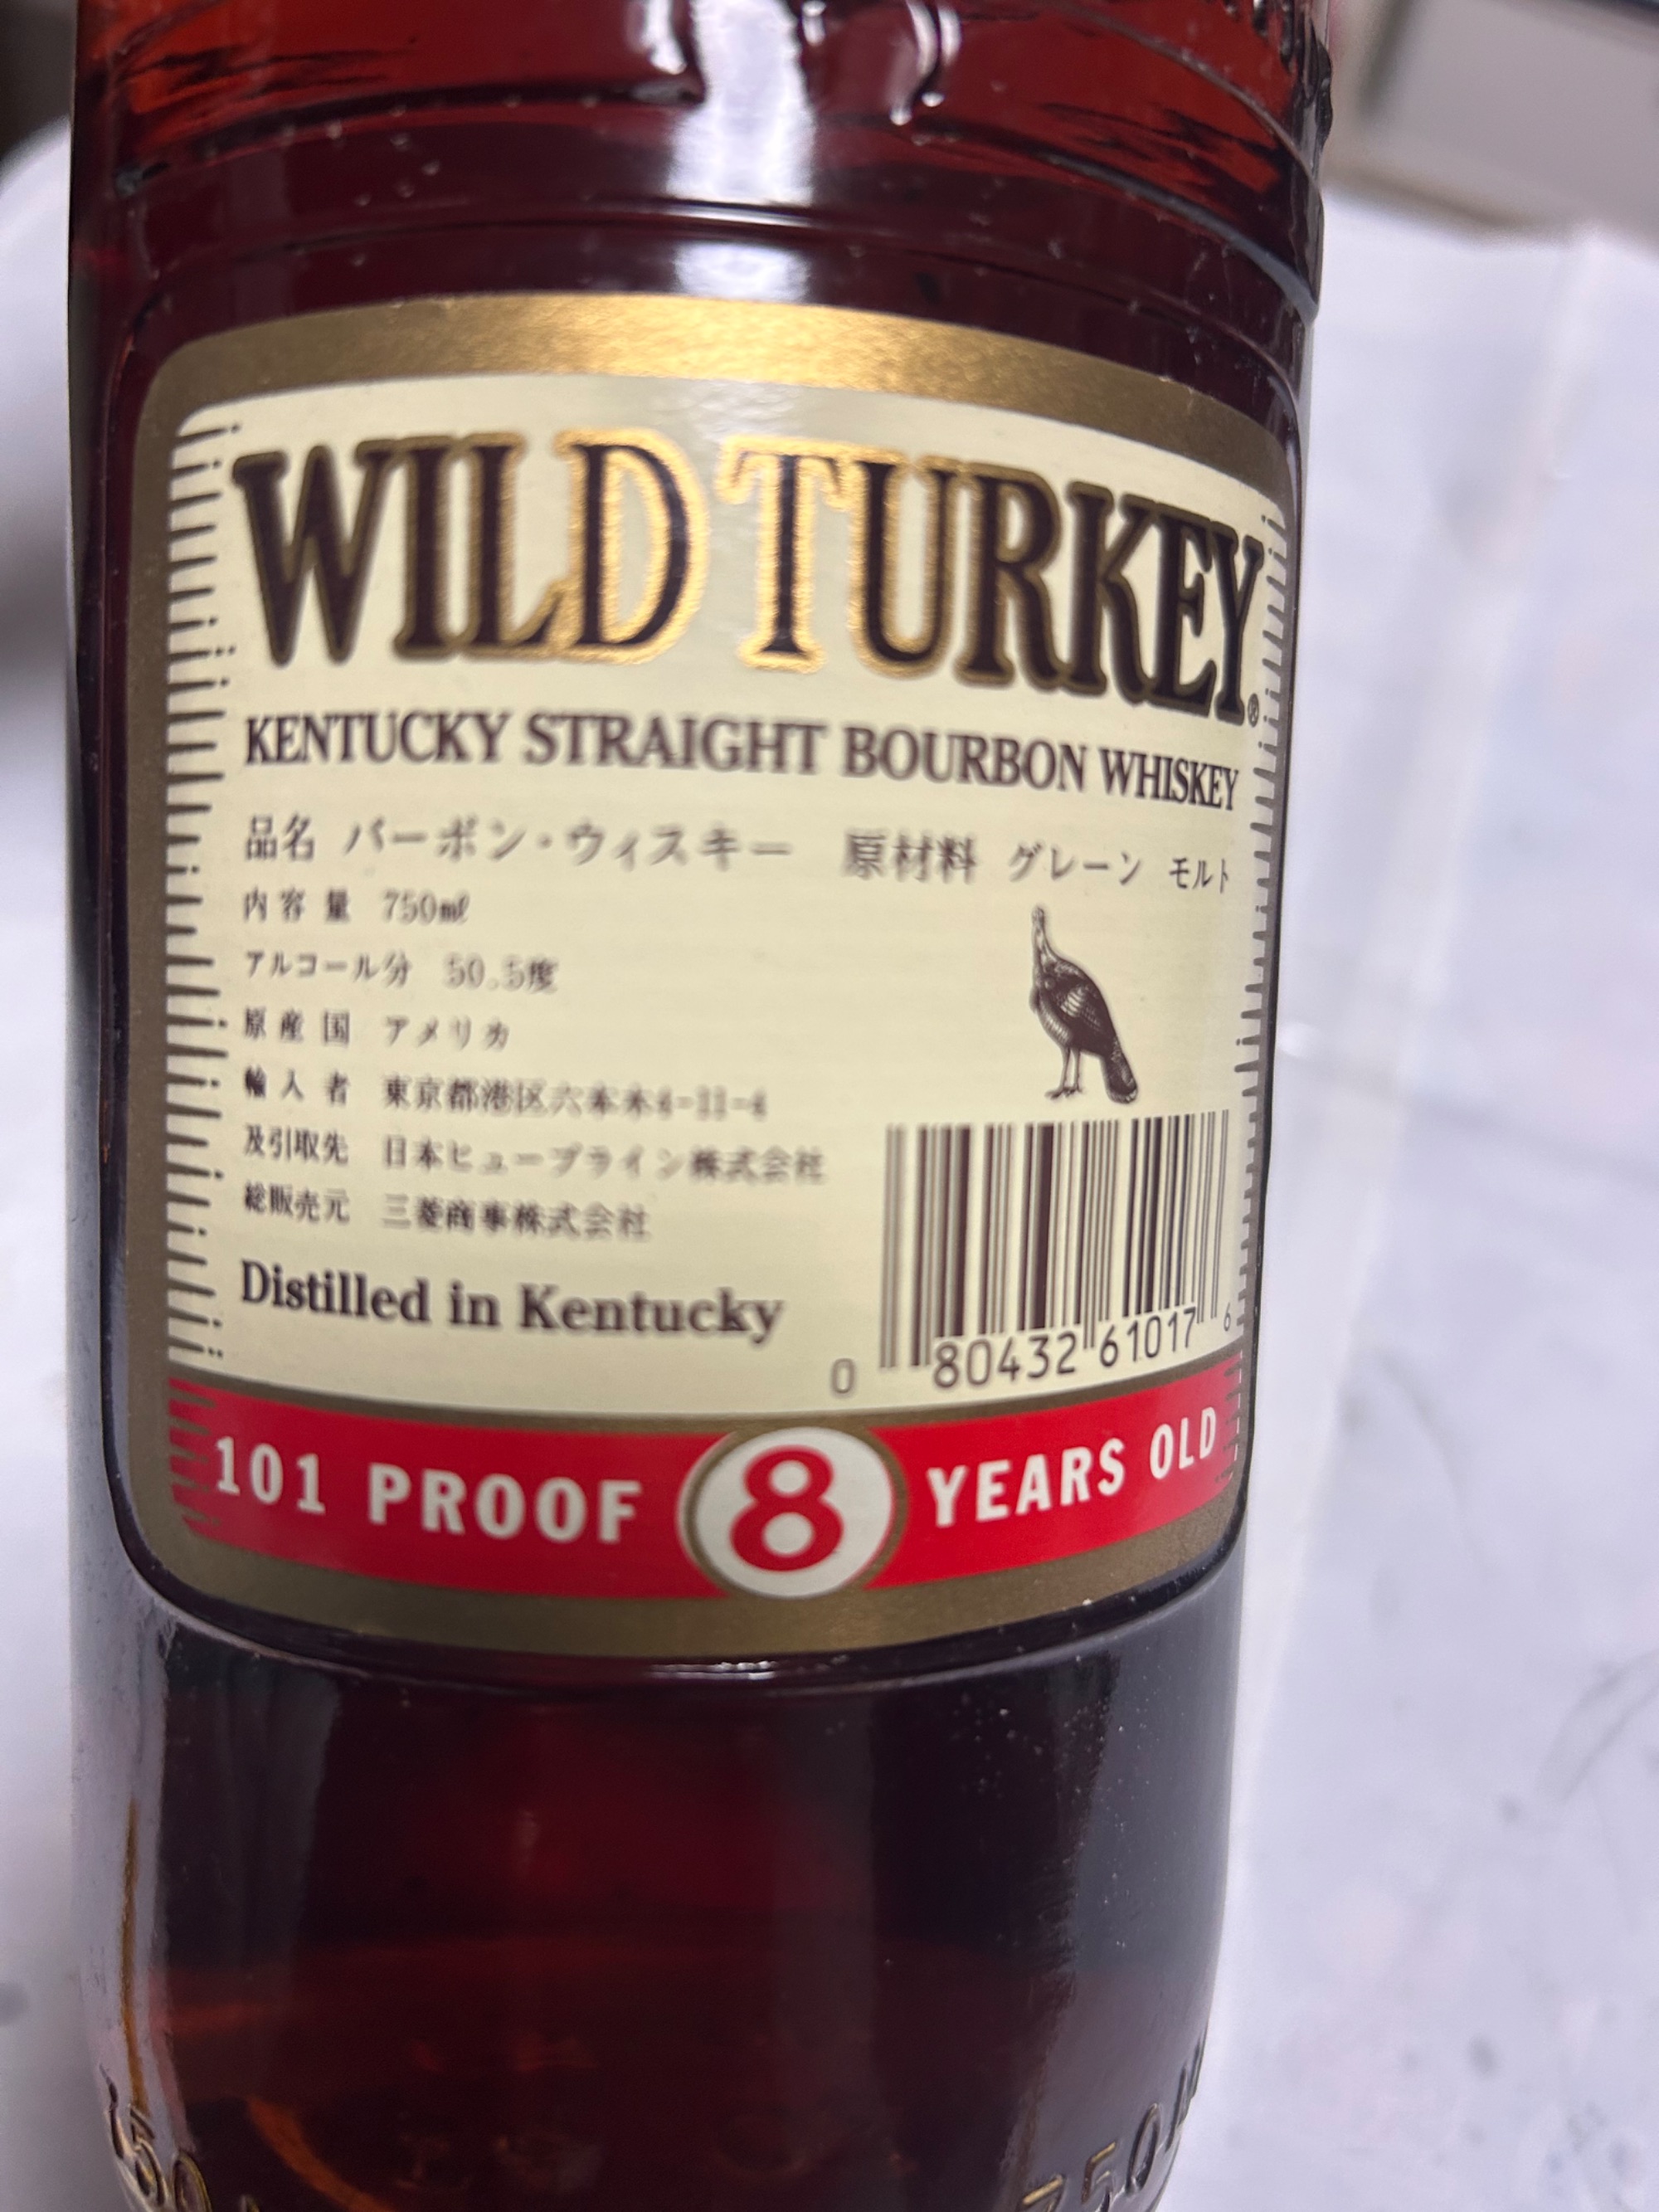 WILD TURKEY®
KENTUCKY STRAIGHT BOURBON WHISKEY
品名 バーボン・ウィスキー 原材料 グレーン モルト
内容量 750mℓ
アルコール分 50.5度
原産国 アメリカ
輸入者 東京都港区六本木4-11-4
及引取先 日本ヒューブライン株式会社
総販売元 三菱商事株式会社
Distilled in Kentucky
0 80432 61017 6
101 PROOF 8 YEARS OLD
750